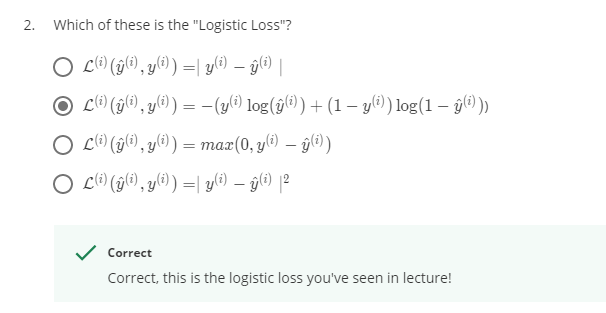 2. Which of these is the "Logistic Loss"?
ℒ⁽ⁱ⁾(ŷ⁽ⁱ⁾, y⁽ⁱ⁾) =| y⁽ⁱ⁾ − ŷ⁽ⁱ⁾ |
ℒ⁽ⁱ⁾(ŷ⁽ⁱ⁾, y⁽ⁱ⁾) = −(y⁽ⁱ⁾ log(ŷ⁽ⁱ⁾) + (1 − y⁽ⁱ⁾) log(1 − ŷ⁽ⁱ⁾))
ℒ⁽ⁱ⁾(ŷ⁽ⁱ⁾, y⁽ⁱ⁾) = max(0, y⁽ⁱ⁾ − ŷ⁽ⁱ⁾)
ℒ⁽ⁱ⁾(ŷ⁽ⁱ⁾, y⁽ⁱ⁾) =| y⁽ⁱ⁾ − ŷ⁽ⁱ⁾ |²
Correct
Correct, this is the logistic loss you've seen in lecture!